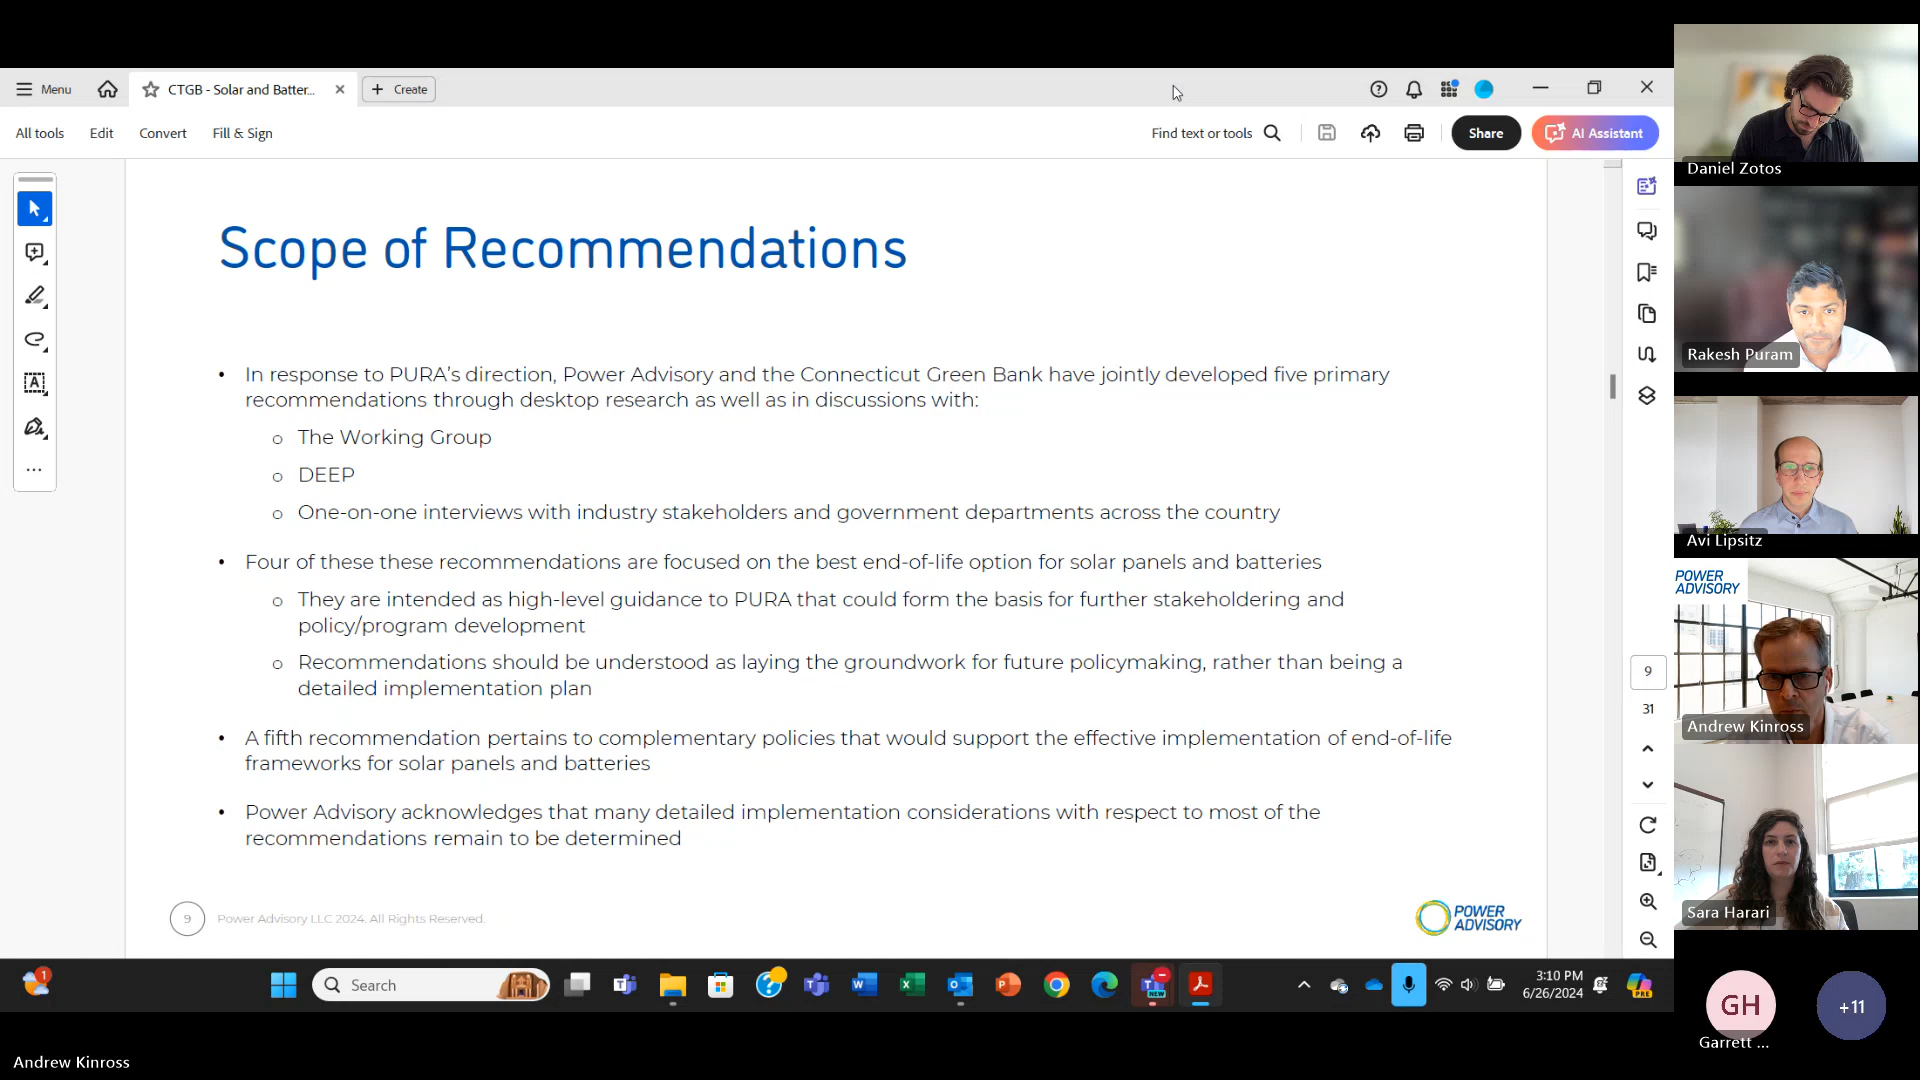 Menu
CTGB - Solar and Batter...
Create
All tools
Edit
Convert
Fill & Sign
Find text or tools
Share
AI Assistant
Scope of Recommendations
• In response to PURA's direction, Power Advisory and the Connecticut Green Bank have jointly developed five primary
recommendations through desktop research as well as in discussions with:
o The Working Group
o DEEP
o One-on-one interviews with industry stakeholders and government departments across the country
• Four of these these recommendations are focused on the best end-of-life option for solar panels and batteries
o They are intended as high-level guidance to PURA that could form the basis for further stakeholdering and
policy/program development
o Recommendations should be understood as laying the groundwork for future policymaking, rather than being a
detailed implementation plan
• A fifth recommendation pertains to complementary policies that would support the effective implementation of end-of-life
frameworks for solar panels and batteries
• Power Advisory acknowledges that many detailed implementation considerations with respect to most of the
recommendations remain to be determined
9
Power Advisory LLC 2024. All Rights Reserved.
POWER
ADVISORY
9
31
Daniel Zotos
Rakesh Puram
Avi Lipsitz
POWER
ADVISORY
Andrew Kinross
Sara Harari
GH
Garrett ...
+11
1
Search
NEW
3:10 PM
6/26/2024
PRE
Andrew Kinross